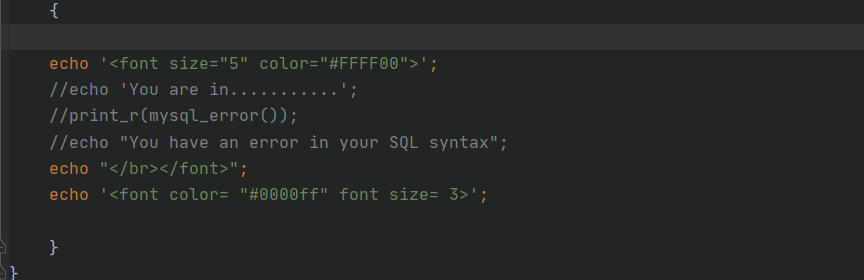 {
echo '<font size="5" color="#FFFF00">';
//echo 'You are in...........';
//print_r(mysql_error());
//echo "You have an error in your SQL syntax";
echo "</br></font>";
echo '<font color= "#0000ff" font size= 3>';
}
}